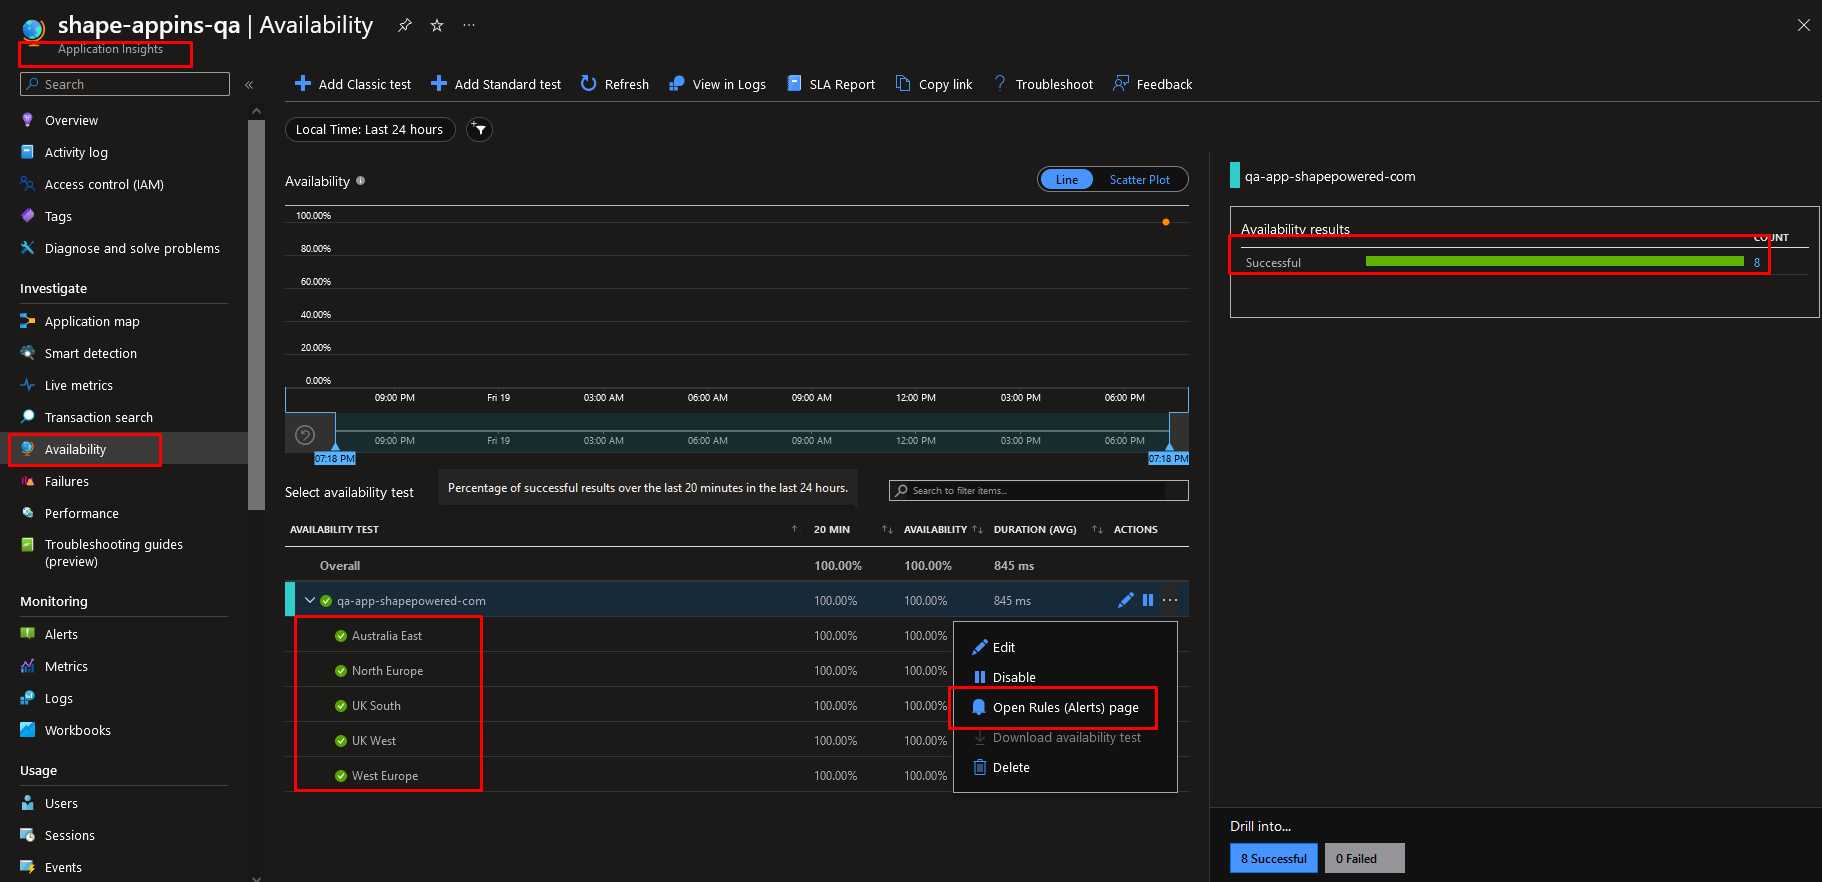 shape-appins-qa | Availability
Application Insights
Search
Overview
Activity log
Access control (IAM)
Tags
Diagnose and solve problems
Investigate
Application map
Smart detection
Live metrics
Transaction search
Availability
Failures
Performance
Troubleshooting guides
(preview)
Monitoring
Alerts
Metrics
Logs
Workbooks
Usage
Users
Sessions
Events
Add Classic test
Add Standard test
Refresh
View in Logs
SLA Report
Copy link
Troubleshoot
Feedback
Local Time: Last 24 hours
Availability
Line
Scatter Plot
100.00%
80.00%
60.00%
40.00%
20.00%
0.00%
09:00 PM Fri 19 03:00 AM 06:00 AM 09:00 AM 12:00 PM 03:00 PM 06:00 PM
09:00 PM Fri 19 03:00 AM 06:00 AM 09:00 AM 12:00 PM 03:00 PM 06:00 PM
07:18 PM 07:18 PM
Select availability test
Percentage of successful results over the last 20 minutes in the last 24 hours.
Search to filter items...
AVAILABILITY TEST 20 MIN AVAILABILITY DURATION (AVG) ACTIONS
Overall 100.00% 100.00% 845 ms
qa-app-shapepowered-com 100.00% 100.00% 845 ms
Australia East 100.00% 100.00%
North Europe 100.00% 100.00%
UK South 100.00% 100.00%
UK West 100.00% 100.00%
West Europe 100.00% 100.00%
Edit
Disable
Open Rules (Alerts) page
Download availability test
Delete
qa-app-shapepowered-com
Availability results
COUNT
Successful 8
Drill into...
8 Successful
0 Failed